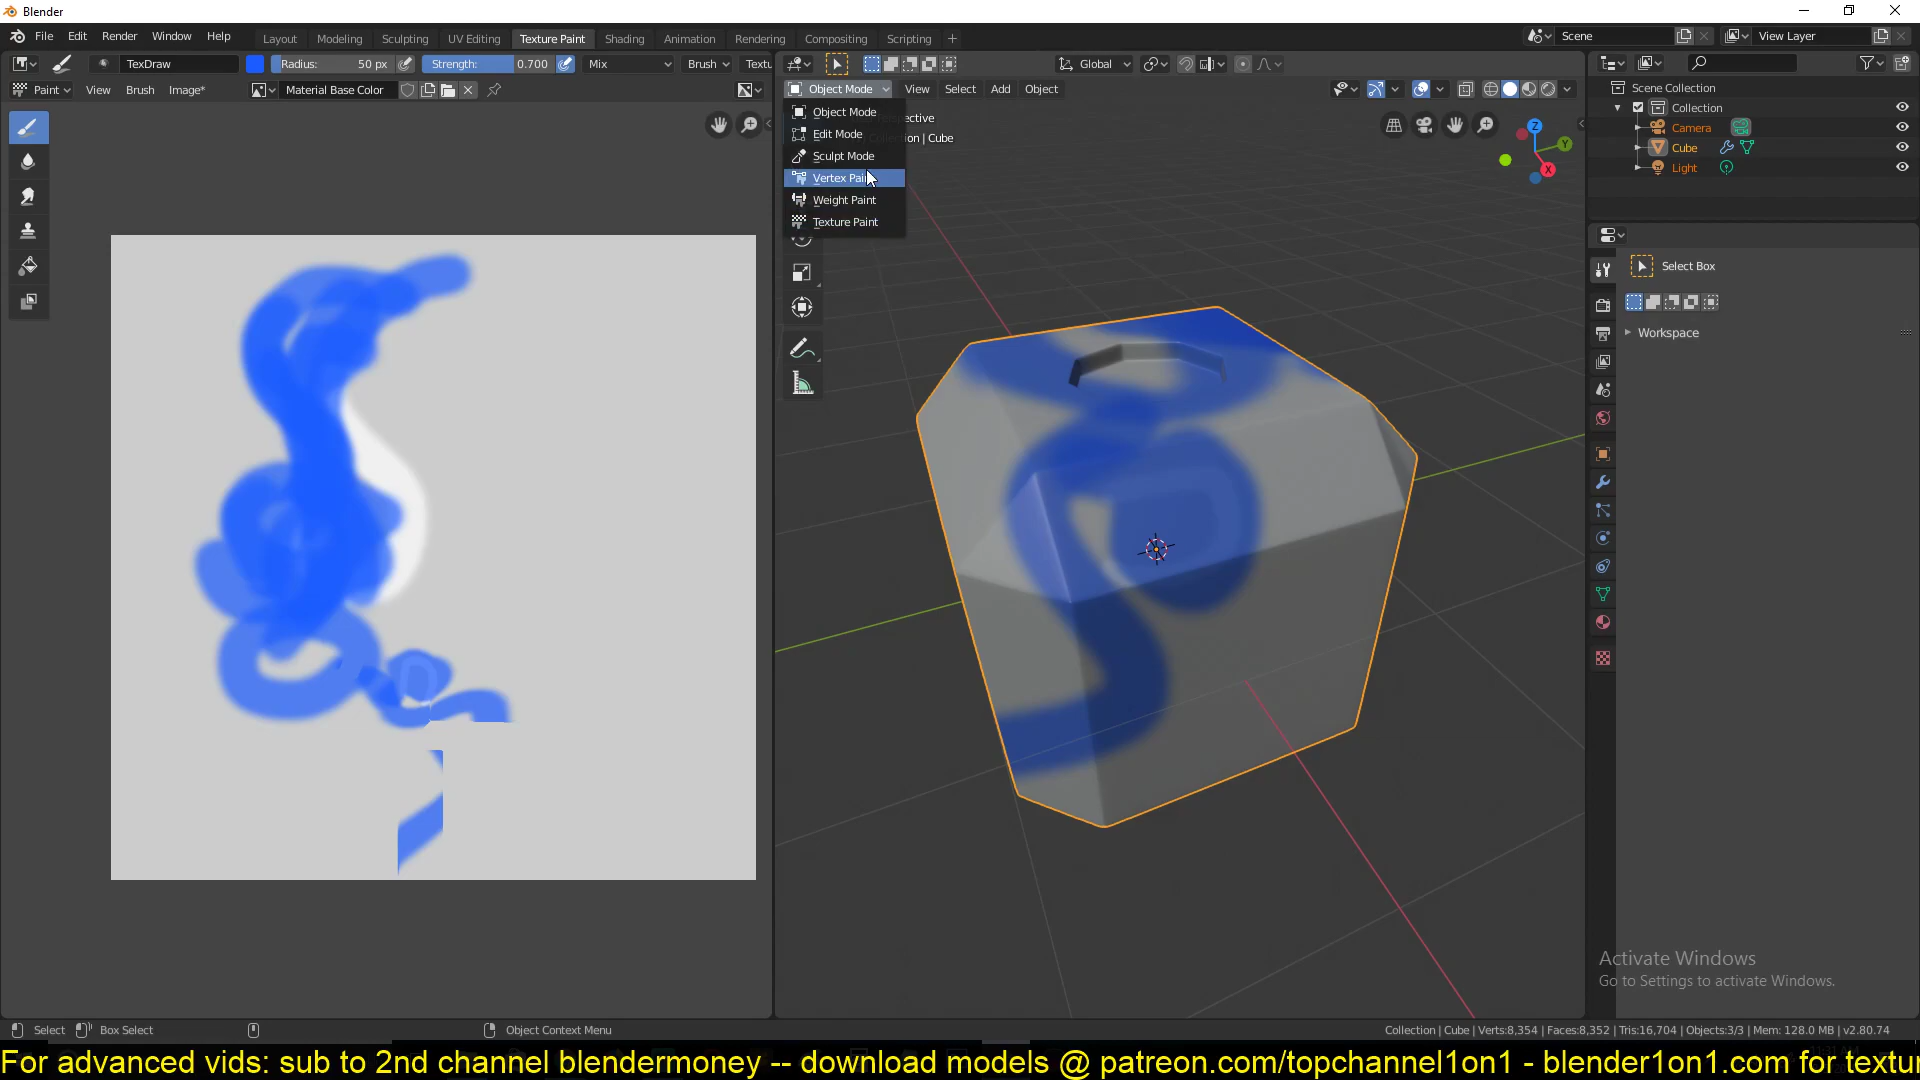 Blender
File Edit Render Window Help Layout Modeling Sculpting UV Editing Texture Paint Shading Animation Rendering Compositing Scripting + Scene View Layer
TexDraw Radius: 50 px Strength: 0.700 Mix Brush Textu Global
Paint View Brush Image* Material Base Color Object Mode View Select Add Object
Scene Collection
Collection
Camera
Cube
Light
Object Mode
Edit Mode
Sculpt Mode
Vertex Pain
Weight Paint
Texture Paint
ective
| Cube
Z
Y
X
Select Box
Workspace
Activate Windows
Go to Settings to activate Windows.
Select Box Select Object Context Menu Collection | Cube | Verts:8,354 | Faces:8,352 | Tris:16,704 | Objects:3/3 | Mem: 128.0 MB | v2.80.74
For advanced vids: sub to 2nd channel blendermoney -- download models @ patreon.com/topchannel1on1 - blender1on1.com for textur